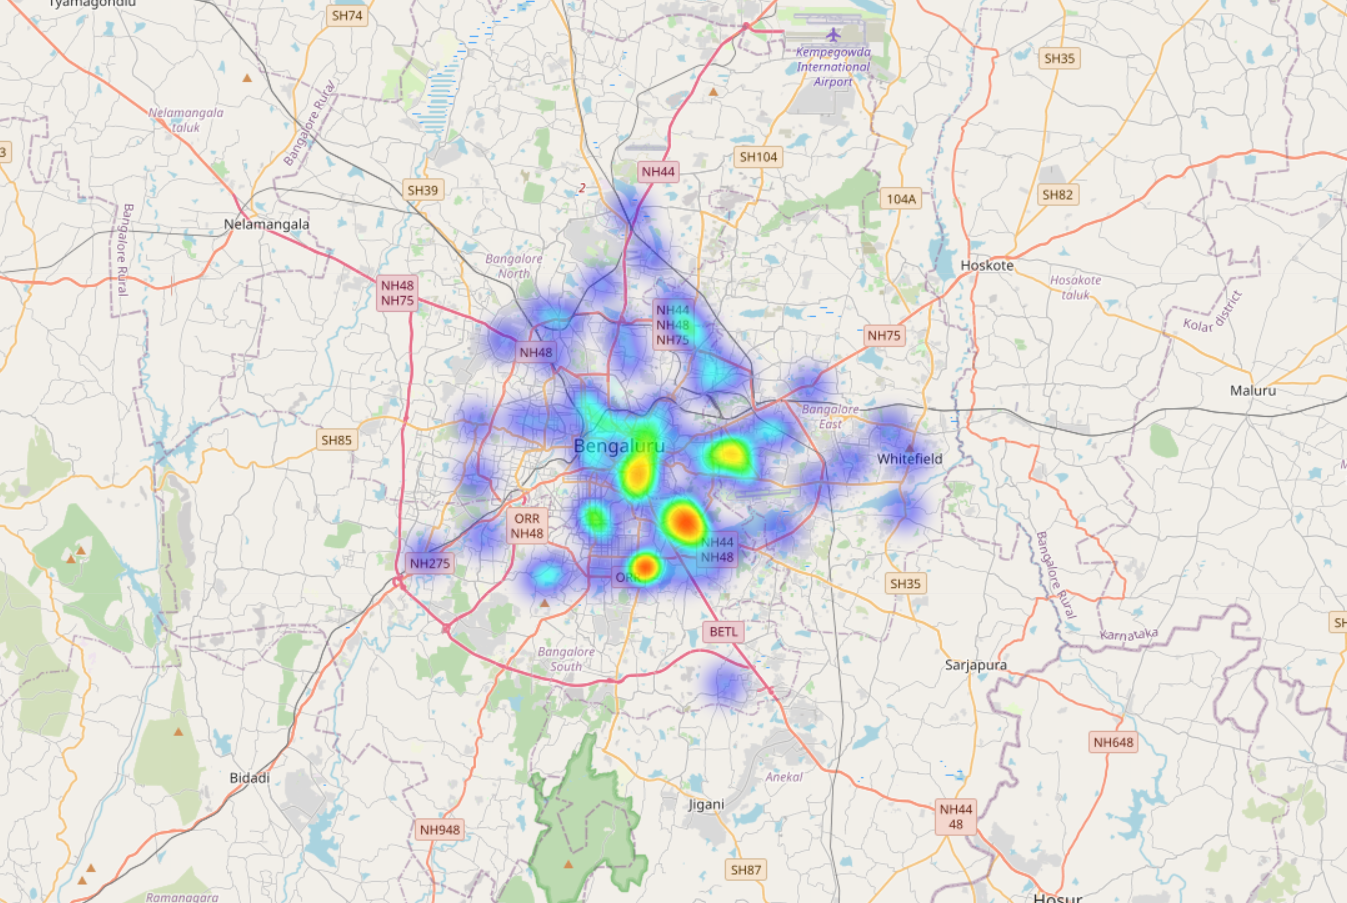 Tyamagondlu
SH74
Kempegowda
International
Airport
SH35
Nelamangala
taluk
Bangalore Rural
3
SH104
NH44
2
SH39
104A
SH82
Nelamangala
Bangalore Rural
Bangalore
North
Hoskote
Hosakote
taluk
NH48
NH75
Kolar district
NH44
NH48
NH75
NH75
NH48
Maluru
Bangalore
East
SH85
Bengaluru
Whitefield
ORR
NH48
NH44
NH48
NH275
ORR
SH35
Bangalore Rural
SH
BETL
Karnataka
Bangalore
South
Sarjapura
NH648
Bidadi
Anekal
Jigani
NH44
48
NH948
SH87
Ramanagara
Hosur